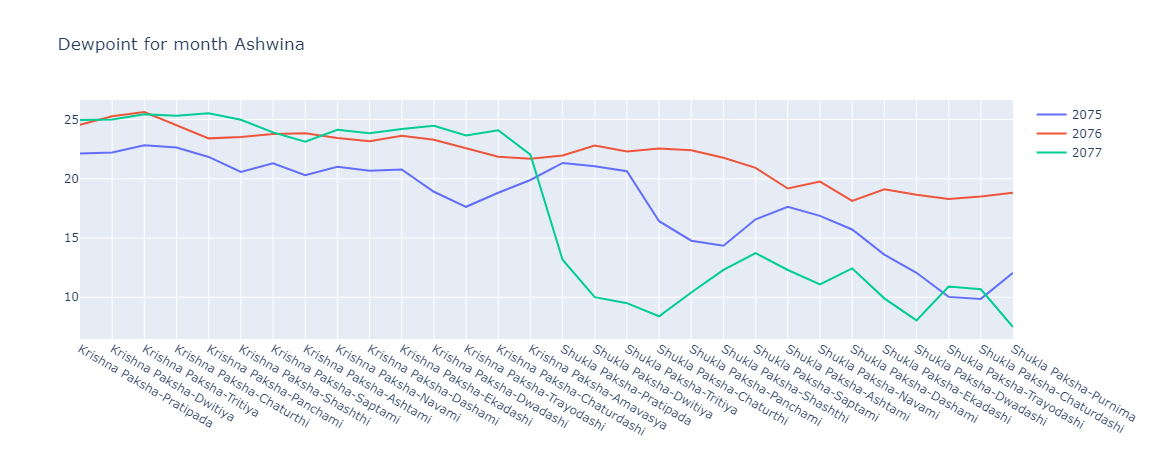 Dewpoint for month Ashwina
2075
2076
2077
25
20
15
10
Krishna Paksha-Pratipada
Krishna Paksha-Dwitiya
Krishna Paksha-Tritiya
Krishna Paksha-Chaturthi
Krishna Paksha-Panchami
Krishna Paksha-Shashthi
Krishna Paksha-Saptami
Krishna Paksha-Ashtami
Krishna Paksha-Navami
Krishna Paksha-Dashami
Krishna Paksha-Ekadashi
Krishna Paksha-Dwadashi
Krishna Paksha-Trayodashi
Krishna Paksha-Chaturdashi
Krishna Paksha-Amavasya
Shukla Paksha-Pratipada
Shukla Paksha-Dwitiya
Shukla Paksha-Tritiya
Shukla Paksha-Chaturthi
Shukla Paksha-Panchami
Shukla Paksha-Shashthi
Shukla Paksha-Saptami
Shukla Paksha-Ashtami
Shukla Paksha-Navami
Shukla Paksha-Dashami
Shukla Paksha-Ekadashi
Shukla Paksha-Dwadashi
Shukla Paksha-Trayodashi
Shukla Paksha-Chaturdashi
Shukla Paksha-Purnima